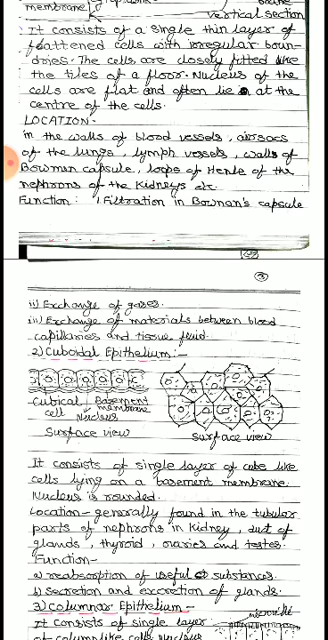 membrane
vertical section
It consists of a single thin layer of
flattened cells with irregular boun-
dries. The cells are closely fitted like
the tiles of a floor. Nucleus of the
cells are flat and often lie at the
centre of the cells.
LOCATION-
in the walls of blood vessels, airsacs
of the lungs, lymph vessels, walls of
Bowman capsule, loops of Henle of the
nephrons of the Kidneys etc.
Function: 1. Filtration in Bowman's capsule
ii) Exchange of gases.
iii) Exchange of materials between blood
capillaries and tissue fluid.
2) Cuboidal Epithelium:-
Cubical Basement
cell membrane
Nucleus
Surface view Surface view
It consists of single layer of cube like
cells lying on a basement membrane.
Nucleus is rounded.
Location- generally found in the tubular
parts of nephrons in Kidney, duct of
glands, thyroid, ovaries and testes.
Function-
a) reabsorption of useful substances.
b) secretion and excretion of glands.
3) Columnar Epithelium-
It consists of single layer
of column like cells nucleus